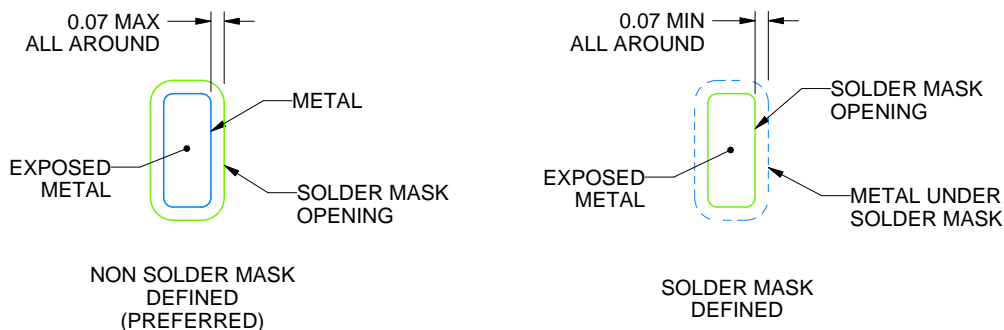 0.07 MAX
ALL AROUND
METAL
EXPOSED
METAL
SOLDER MASK
OPENING
NON SOLDER MASK
DEFINED
(PREFERRED)
0.07 MIN
ALL AROUND
SOLDER MASK
OPENING
EXPOSED
METAL
METAL UNDER
SOLDER MASK
SOLDER MASK
DEFINED